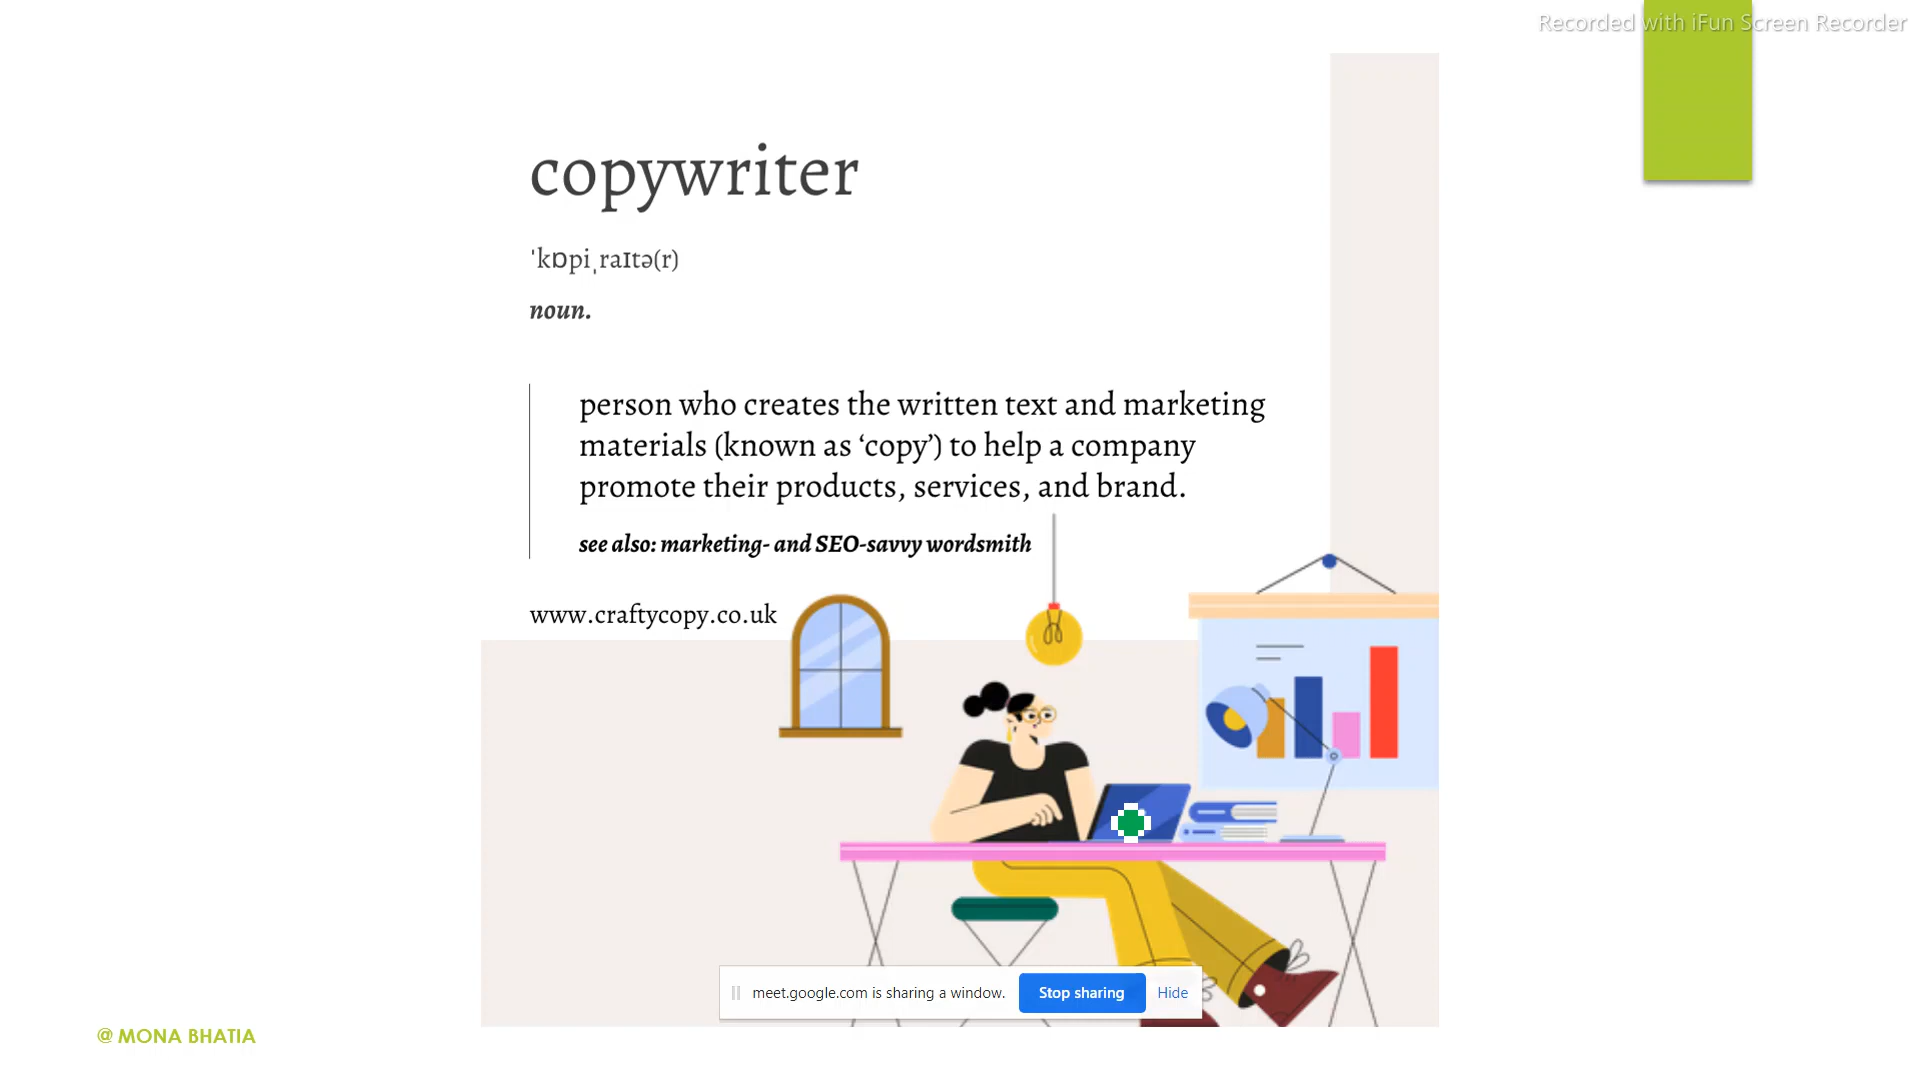 Recorded with iFun Screen Recorder
copywriter
ˈkɒpiˌraɪtə(r)
noun.
person who creates the written text and marketing
materials (known as ‘copy’) to help a company
promote their products, services, and brand.
see also: marketing- and SEO-savvy wordsmith
www.craftycopy.co.uk
meet.google.com is sharing a window. Stop sharing Hide
@ MONA BHATIA